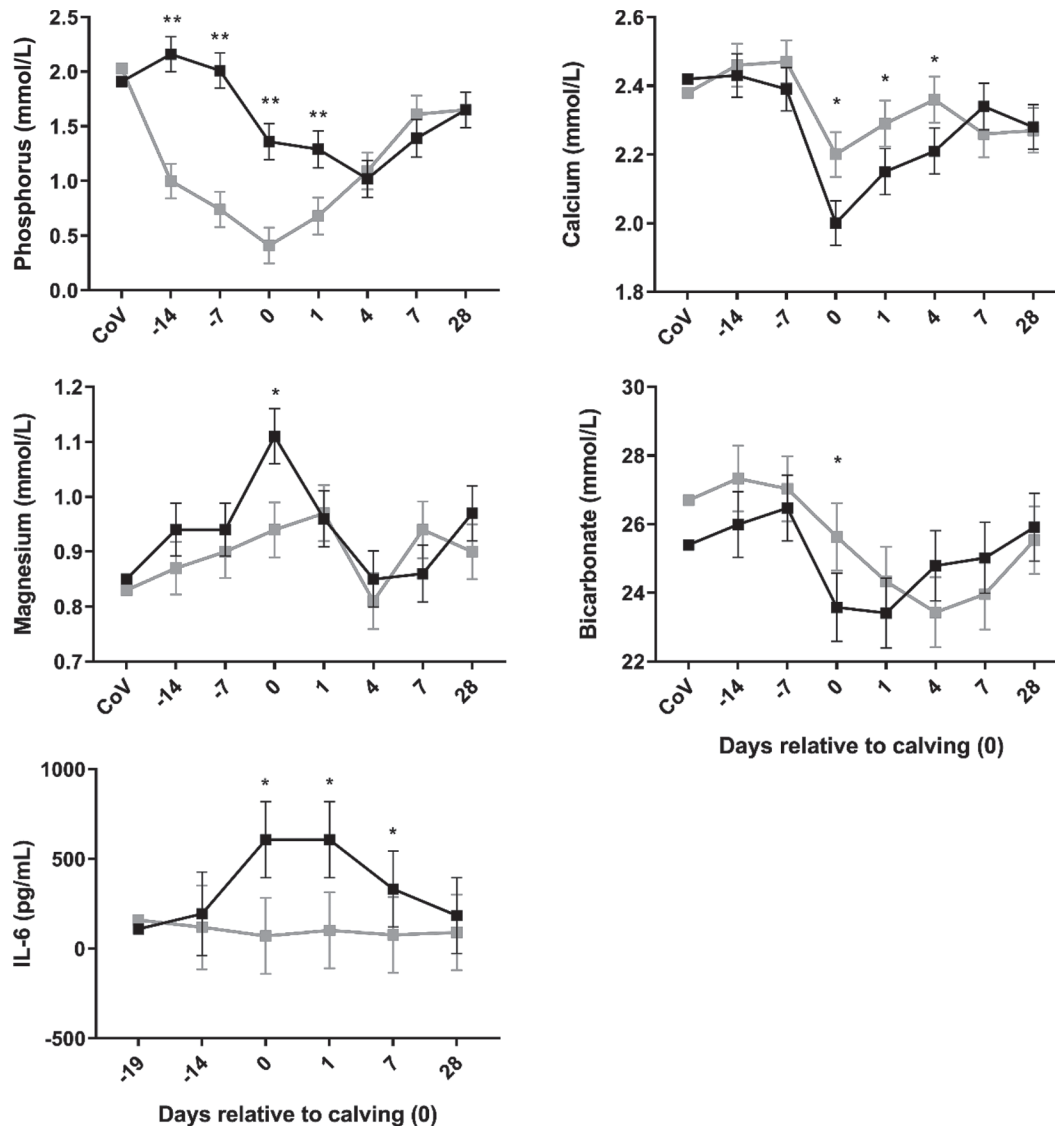 Phosphorus (mmol/L)
2.5
2.0
1.5
1.0
0.5
0.0
** ** ** **
CoV -14 -7 0 1 4 7 28
Calcium (mmol/L)
2.6
2.4
2.2
2.0
1.8
* * *
CoV -14 -7 0 1 4 7 28
Magnesium (mmol/L)
1.2
1.1
1.0
0.9
0.8
0.7
*
CoV -14 -7 0 1 4 7 28
Bicarbonate (mmol/L)
30
28
26
24
22
*
CoV -14 -7 0 1 4 7 28
Days relative to calving (0)
IL-6 (pg/mL)
1000
500
0
-500
* * *
-19 -14 0 1 7 28
Days relative to calving (0)